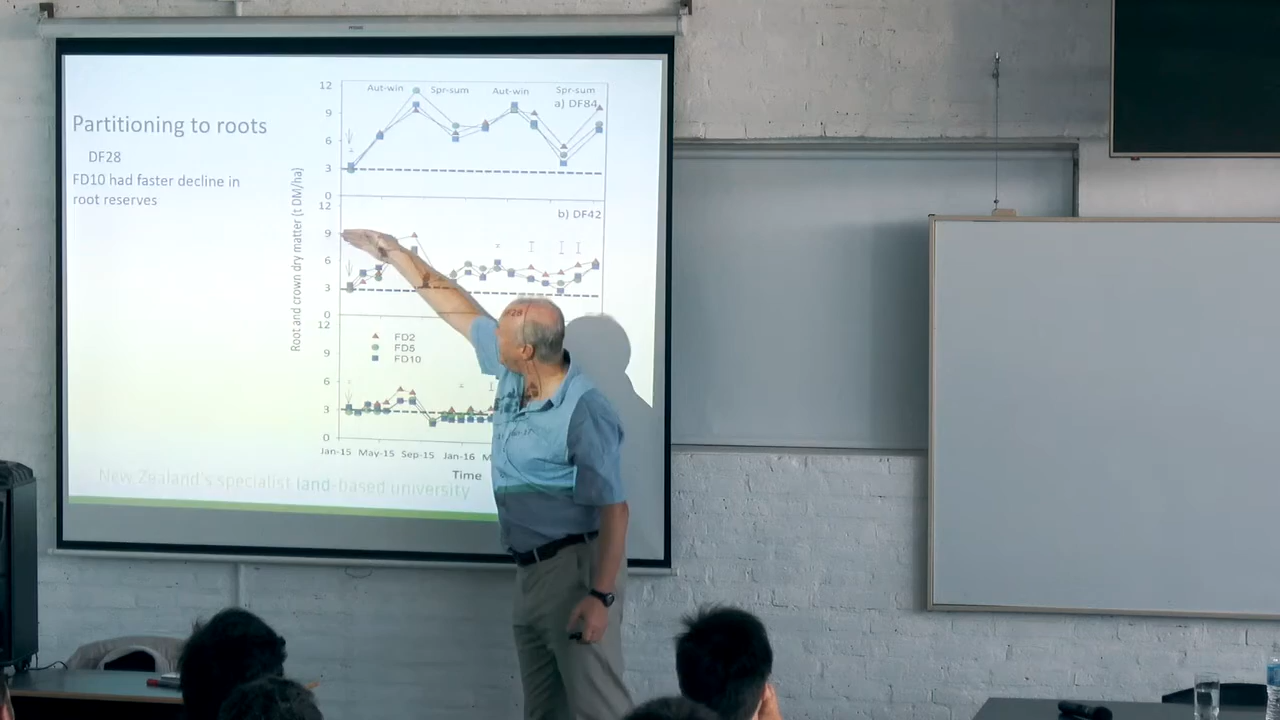 Partitioning to roots
DF28
FD10 had faster decline in
root reserves
Root and crown dry matter (t DM/ha)
12
9
6
3
0
Aut-win
Spr-sum
Aut-win
Spr-sum
a) DF84
12
9
6
3
0
b) DF42
12
9
6
3
0
FD2
FD5
FD10
Jan-15 May-15 Sep-15 Jan-16
Time
New Zealand's specialist land-based university